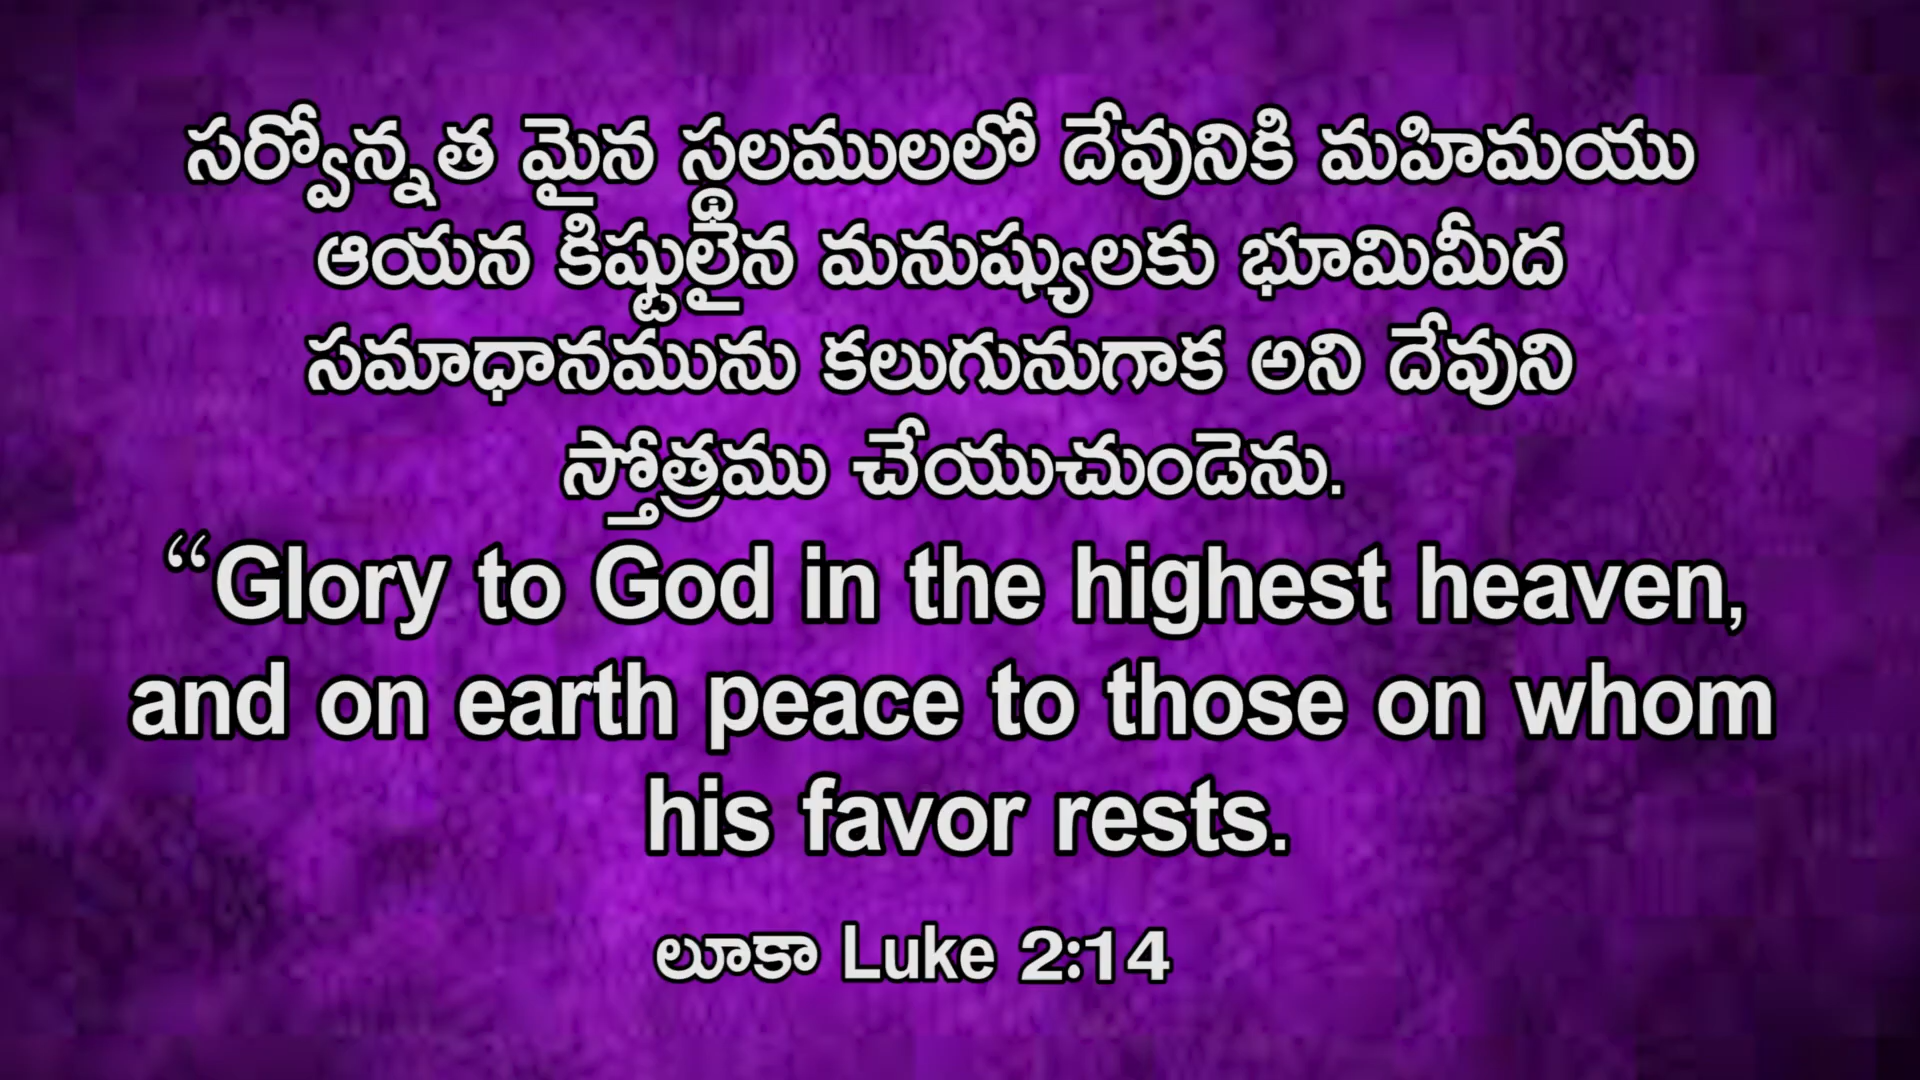 సర్వోన్నత మైన స్థలములలో దేవునికి మహిమయు
ఆయన కిష్టులైన మనుష్యులకు భూమిమీద
సమాధానమును కలుగునుగాక అని దేవుని
స్తోత్రము చేయుచుండెను.
“Glory to God in the highest heaven,
and on earth peace to those on whom
his favor rests.
లూకా Luke 2:14